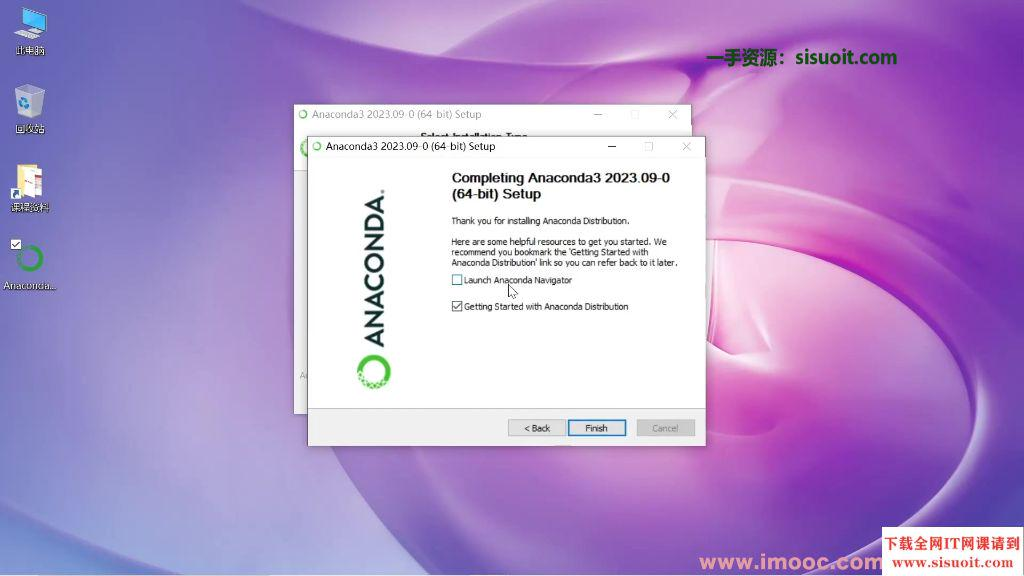 此电脑
回收站
课程资料
Anaconda...
一手资源：sisuoit.com
Anaconda3 2023.09-0 (64-bit) Setup
Select Installation Type
Anaconda3 2023.09-0 (64-bit) Setup
ANACONDA.
Completing Anaconda3 2023.09-0
(64-bit) Setup
Thank you for installing Anaconda Distribution.
Here are some helpful resources to get you started. We
recommend you bookmark the 'Getting Started with
Anaconda Distribution' link so you can refer back to it later.
Launch Anaconda Navigator
Getting Started with Anaconda Distribution
< Back
Finish
Cancel
www.imooc.com
下载全网IT网课请到
www.sisuoit.com